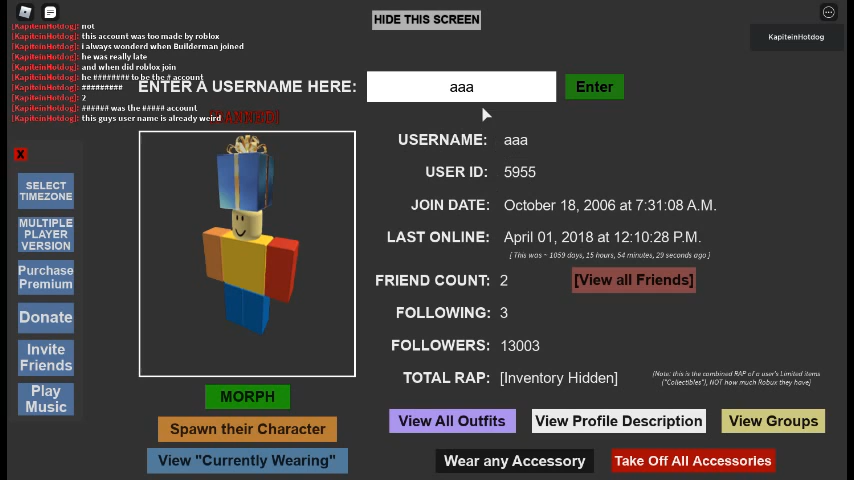 HIDE THIS SCREEN
KapiteinHotdog
[KapiteinHotdog]: not
[KapiteinHotdog]: this account was too made by roblox
[KapiteinHotdog]: i always wonderd when Builderman joined
[KapiteinHotdog]: he was really late
[KapiteinHotdog]: and when did roblox join
[KapiteinHotdog]: he ######## to be the # account
[KapiteinHotdog]: #########
[KapiteinHotdog]: 2
[KapiteinHotdog]: ###### was the ##### account
[KapiteinHotdog]: this guys user name is already weird
ENTER A USERNAME HERE:
aaa
Enter
X
SELECT
TIMEZONE
MULTIPLE
PLAYER
VERSION
Purchase
Premium
Donate
Invite
Friends
Play
Music
MORPH
Spawn their Character
View "Currently Wearing"
USERNAME: aaa
USER ID: 5955
JOIN DATE: October 18, 2006 at 7:31:08 A.M.
LAST ONLINE: April 01, 2018 at 12:10:28 P.M.
[ This was ~ 1059 days, 15 hours, 54 minutes, 29 seconds ago ]
FRIEND COUNT: 2 [View all Friends]
FOLLOWING: 3
FOLLOWERS: 13003
TOTAL RAP: [Inventory Hidden]
[Note: this is the combined RAP of a user's Limited items
("Collectibles"), NOT how much Robux they have]
View All Outfits
View Profile Description
View Groups
Wear any Accessory
Take Off All Accessories